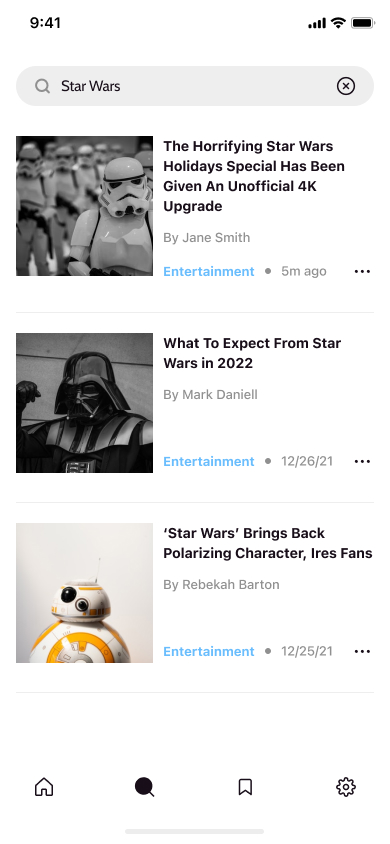 9:41
Star Wars
The Horrifying Star Wars
Holidays Special Has Been
Given An Unofficial 4K
Upgrade
By Jane Smith
Entertainment • 5m ago
What To Expect From Star
Wars in 2022
By Mark Daniell
Entertainment • 12/26/21
‘Star Wars’ Brings Back
Polarizing Character, Ires Fans
By Rebekah Barton
Entertainment • 12/25/21